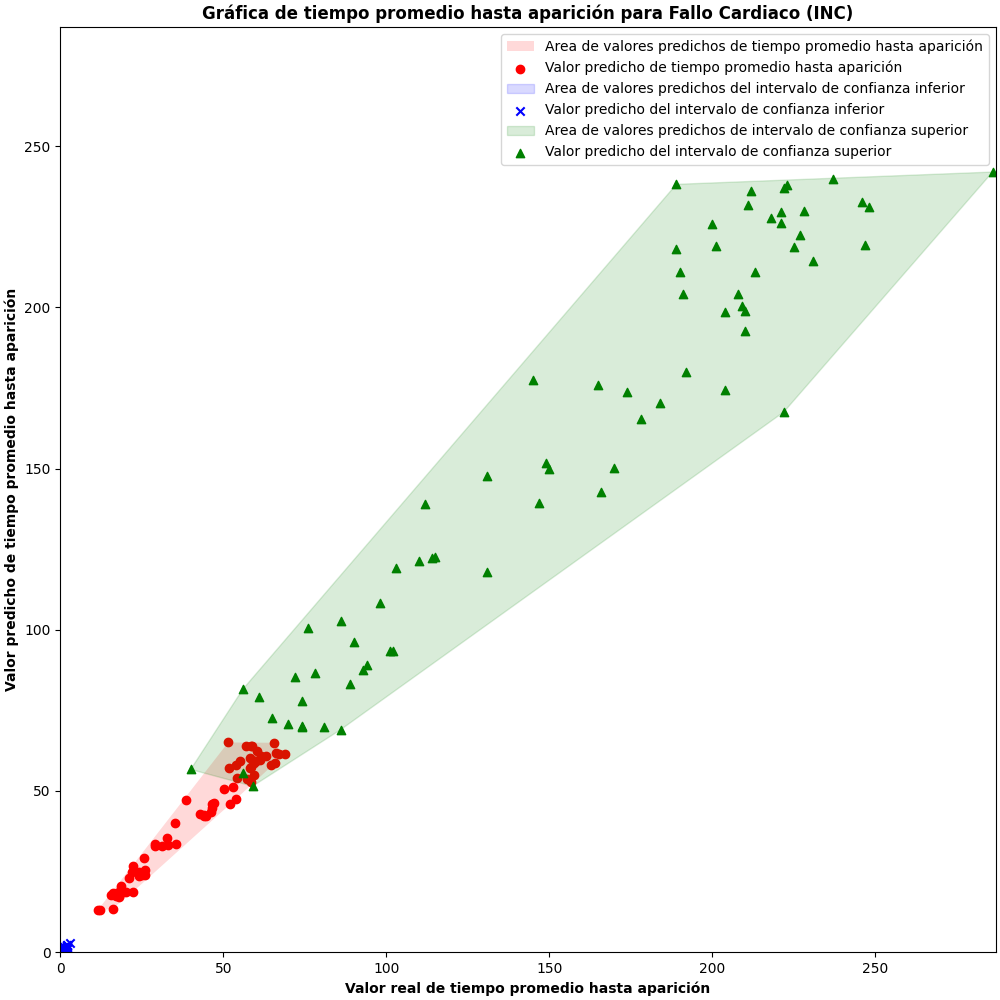 Gráfica de tiempo promedio hasta aparición para Fallo Cardiaco (INC)
Area de valores predichos de tiempo promedio hasta aparición
Valor predicho de tiempo promedio hasta aparición
Area de valores predichos del intervalo de confianza inferior
Valor predicho del intervalo de confianza inferior
Area de valores predichos de intervalo de confianza superior
Valor predicho del intervalo de confianza superior
Valor predicho de tiempo promedio hasta aparición
250
200
150
100
50
0
0 50 100 150 200 250
Valor real de tiempo promedio hasta aparición